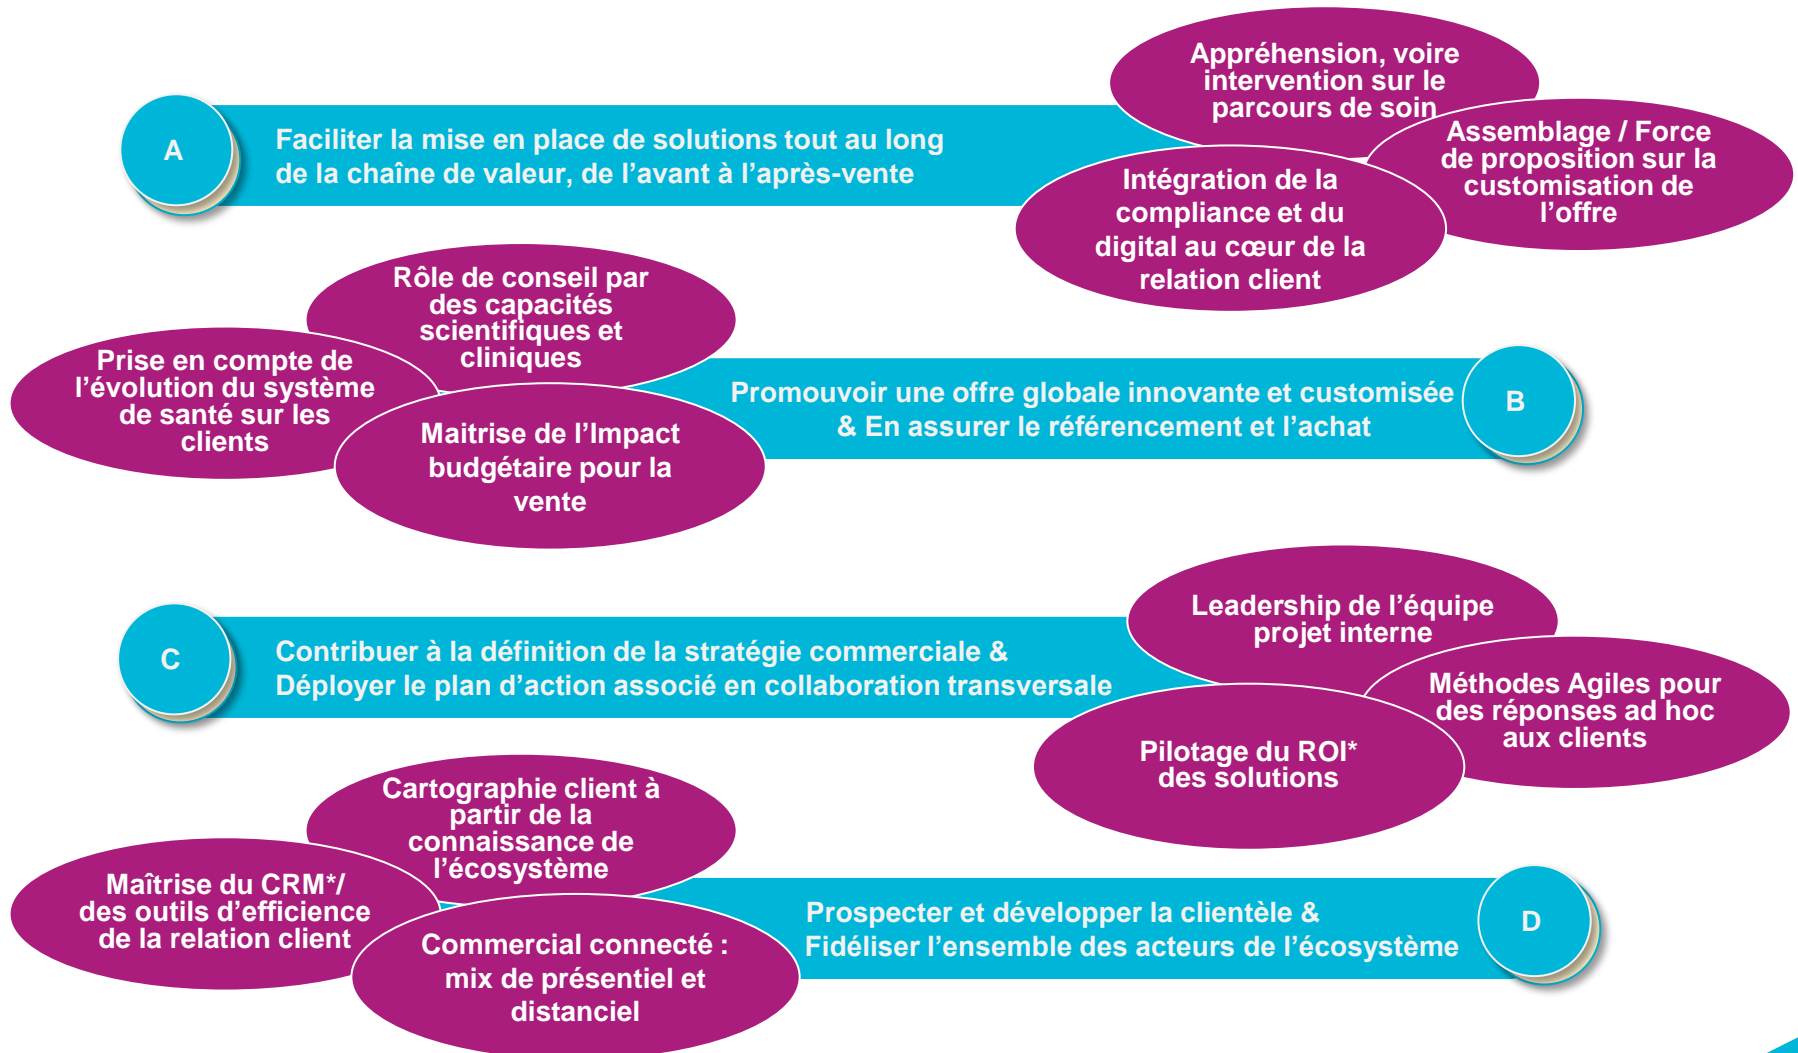 A
Faciliter la mise en place de solutions tout au long
de la chaîne de valeur, de l’avant à l’après-vente
Appréhension, voire
intervention sur le
parcours de soin
Assemblage / Force
de proposition sur la
customisation de
l’offre
Intégration de la
compliance et du
digital au cœur de la
relation client
Rôle de conseil par
des capacités
scientifiques et
cliniques
Prise en compte de
l’évolution du système
de santé sur les
clients
Maitrise de l’Impact
budgétaire pour la
vente
Promouvoir une offre globale innovante et customisée
& En assurer le référencement et l’achat
B
C
Contribuer à la définition de la stratégie commerciale &
Déployer le plan d’action associé en collaboration transversale
Leadership de l’équipe
projet interne
Méthodes Agiles pour
des réponses ad hoc
aux clients
Pilotage du ROI*
des solutions
Cartographie client à
partir de la
connaissance de
l’écosystème
Maîtrise du CRM*/
des outils d’efficience
de la relation client
Commercial connecté :
mix de présentiel et
distanciel
Prospecter et développer la clientèle &
Fidéliser l’ensemble des acteurs de l’écosystème
D